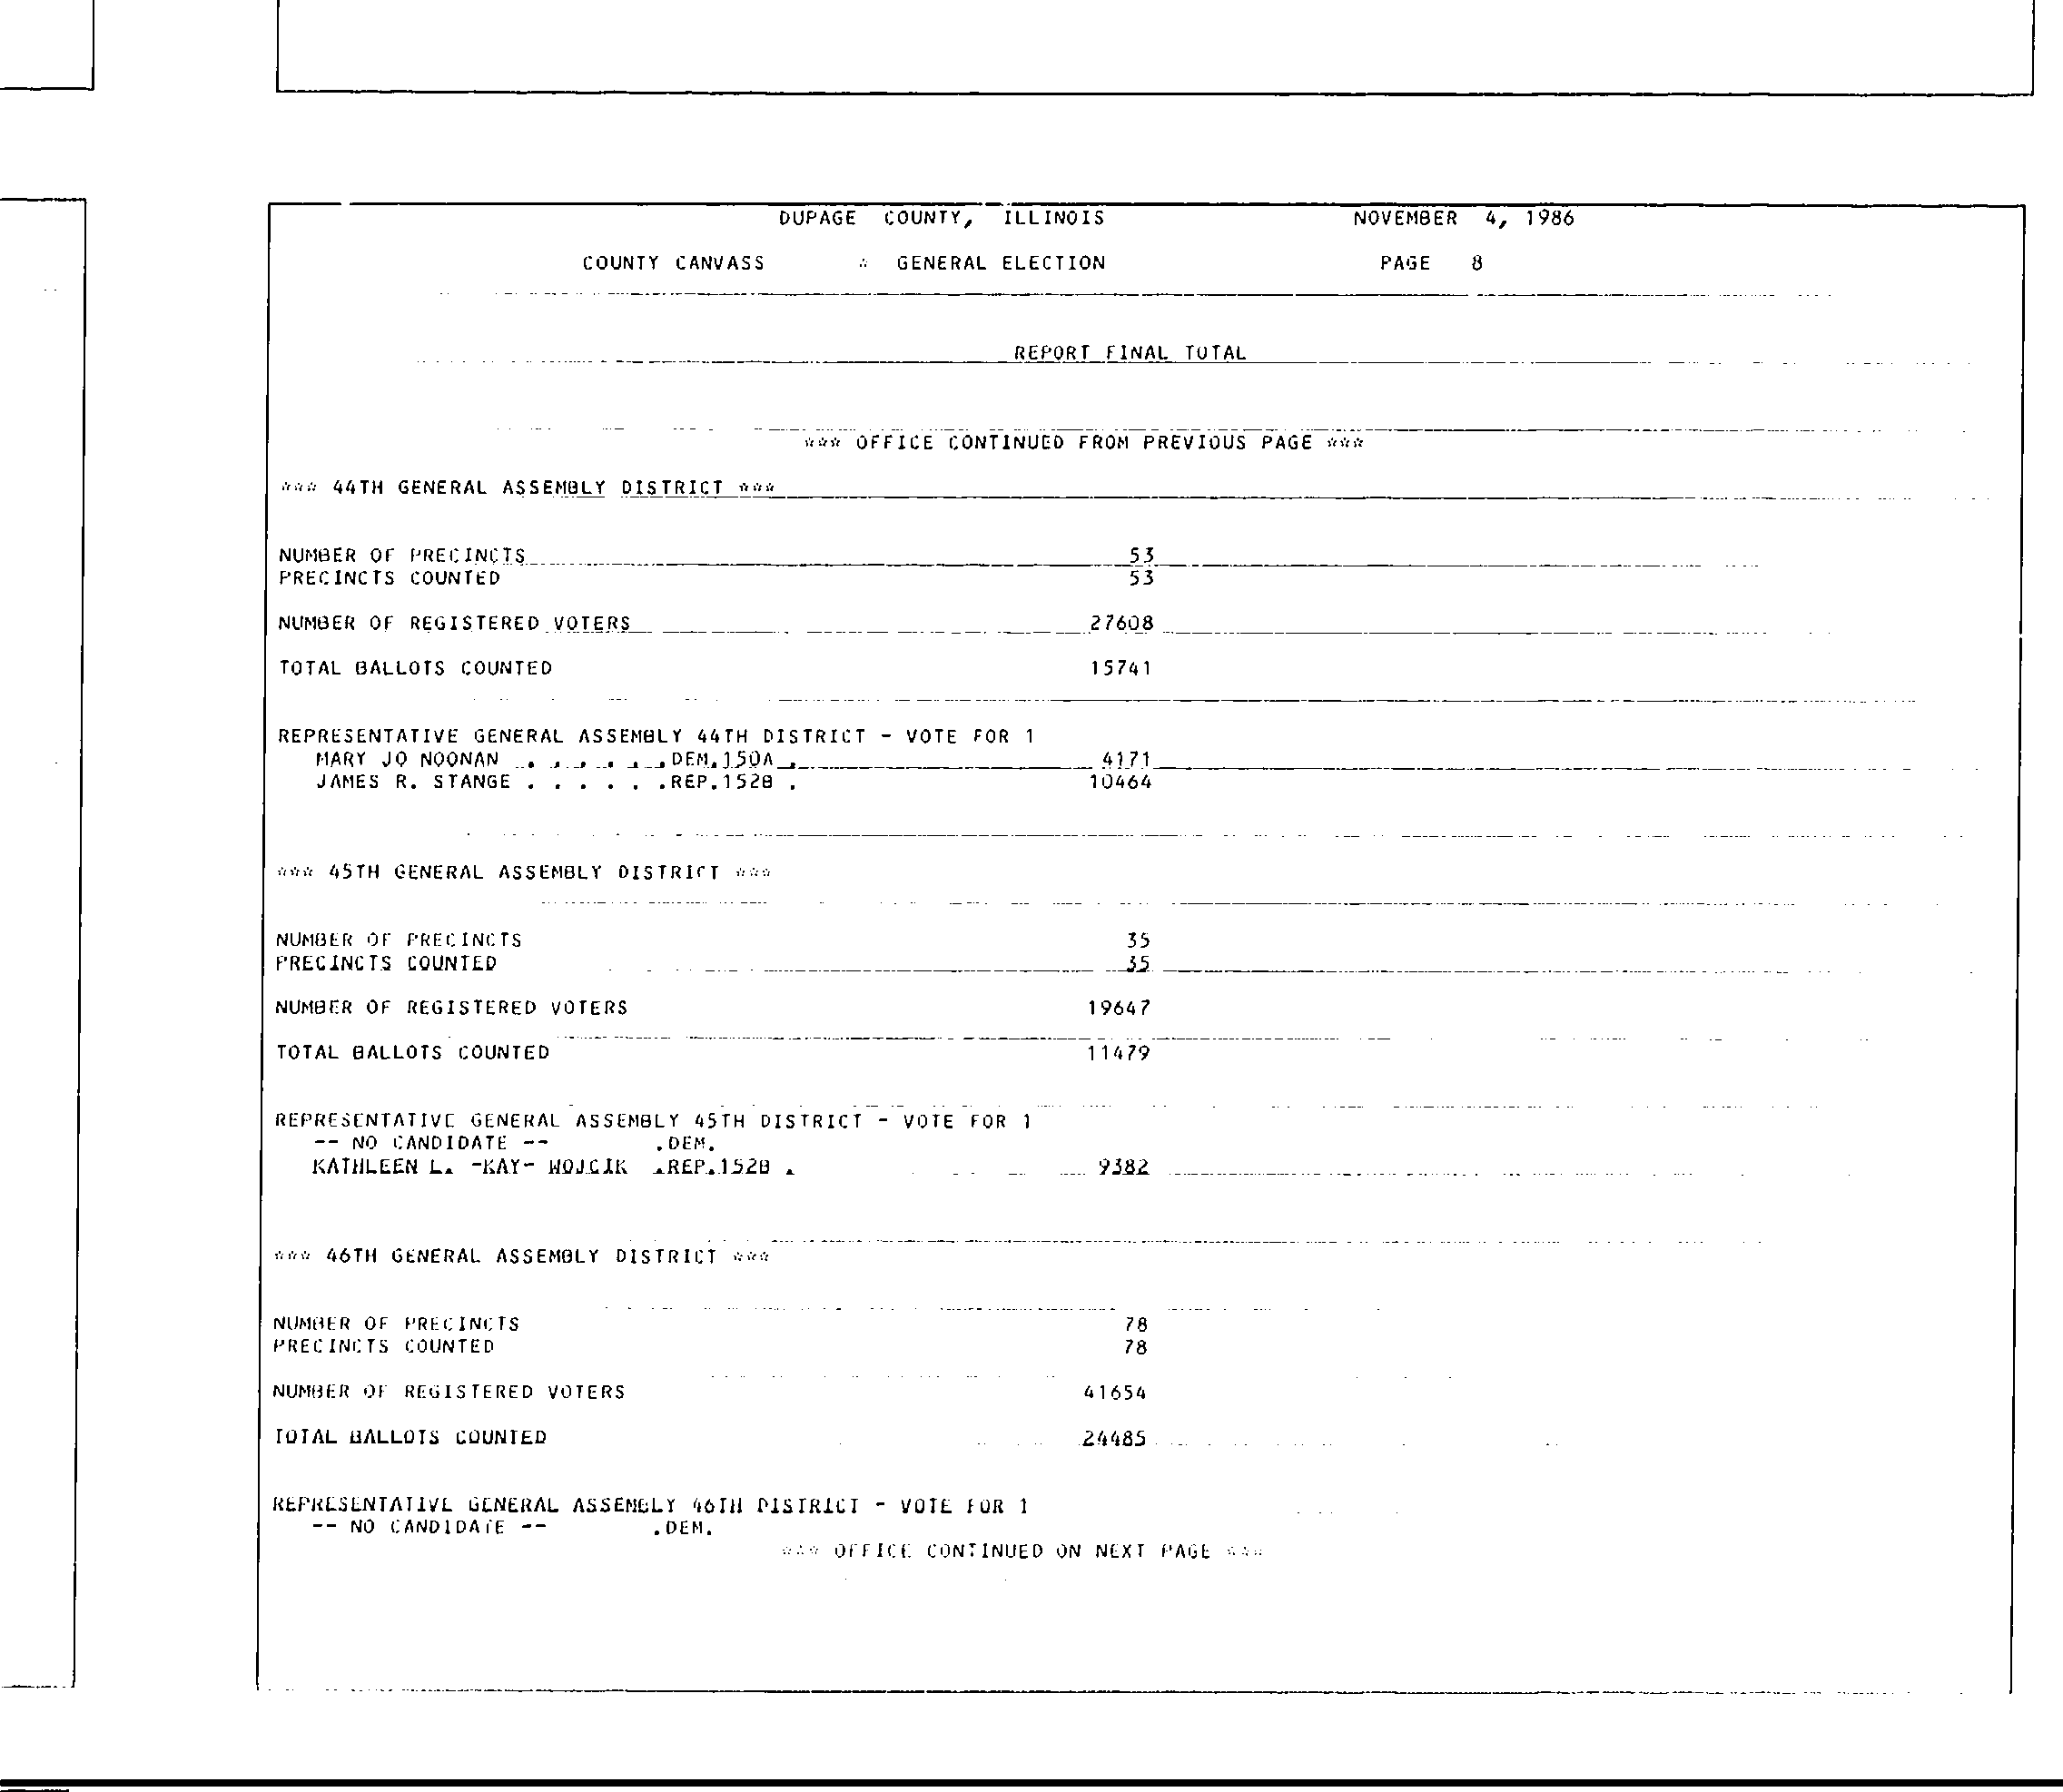 DUPAGE COUNTY, ILLINOIS NOVEMBER 4, 1986
COUNTY CANVASS * GENERAL ELECTION PAGE 8
REPORT FINAL TOTAL
*** OFFICE CONTINUED FROM PREVIOUS PAGE ***
*** 44TH GENERAL ASSEMBLY DISTRICT ***
NUMBER OF PRECINCTS 53
PRECINCTS COUNTED 53
NUMBER OF REGISTERED VOTERS 27608
TOTAL BALLOTS COUNTED 15741
REPRESENTATIVE GENERAL ASSEMBLY 44TH DISTRICT - VOTE FOR 1
MARY JO NOONAN . . . . . .DEM.150A . 4171
JAMES R. STANGE . . . . . .REP.152B . 10464
*** 45TH GENERAL ASSEMBLY DISTRICT ***
NUMBER OF PRECINCTS 35
PRECINCTS COUNTED 35
NUMBER OF REGISTERED VOTERS 19647
TOTAL BALLOTS COUNTED 11479
REPRESENTATIVE GENERAL ASSEMBLY 45TH DISTRICT - VOTE FOR 1
-- NO CANDIDATE -- .DEM.
KATHLEEN L. -KAY- WOJCIK .REP.152B . 9382
*** 46TH GENERAL ASSEMBLY DISTRICT ***
NUMBER OF PRECINCTS 78
PRECINCTS COUNTED 78
NUMBER OF REGISTERED VOTERS 41654
TOTAL BALLOTS COUNTED 24485
REPRESENTATIVE GENERAL ASSEMBLY 46TH DISTRICT - VOTE FOR 1
-- NO CANDIDATE -- .DEM.
*** OFFICE CONTINUED ON NEXT PAGE ***